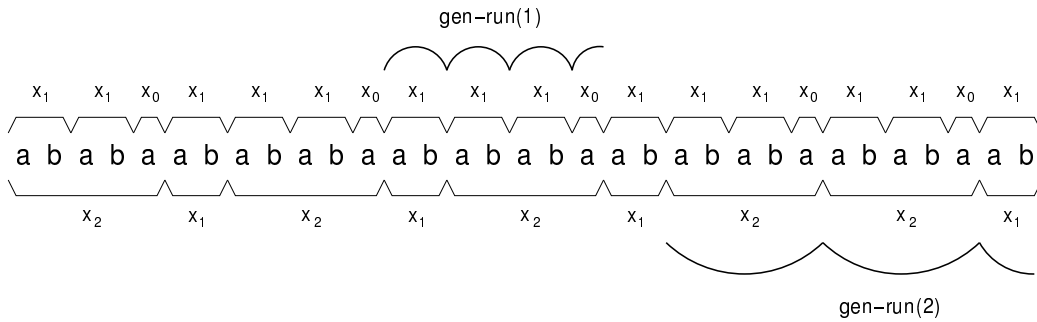 gen–run(1)
x₁ x₁ x₀ x₁ x₁ x₁ x₀ x₁ x₁ x₁ x₀ x₁ x₁ x₁ x₀ x₁ x₁ x₀ x₁
a b a b a a b a b a b a a b a b a b a a b a b a b a a b a b a a b
x₂ x₁ x₂ x₁ x₂ x₁ x₂ x₂ x₁
gen–run(2)